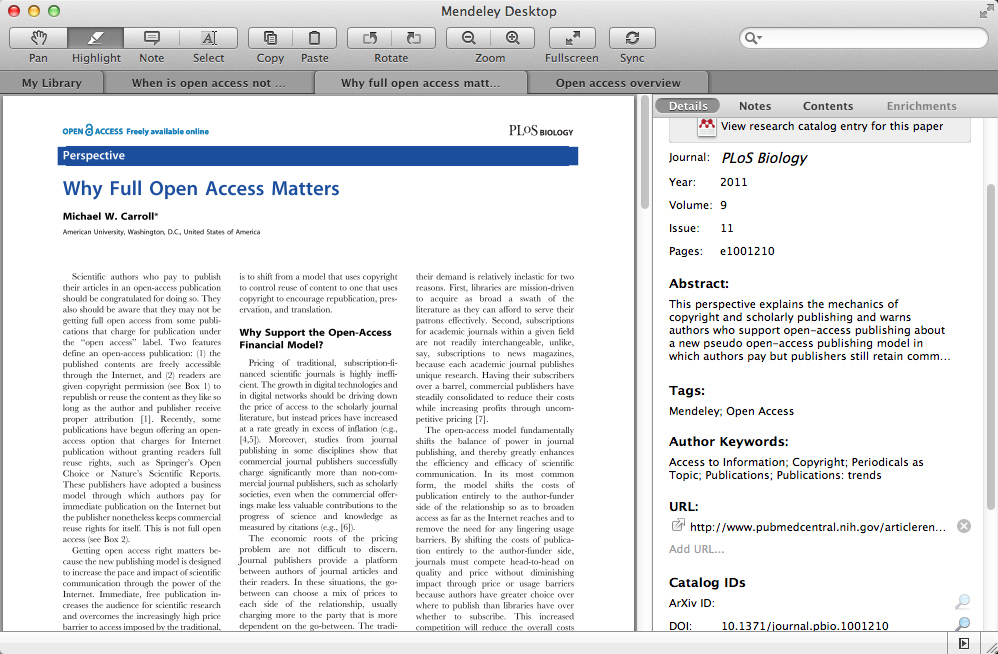 Mendeley Desktop
Pan Highlight Note Select Copy Paste Rotate Zoom Fullscreen Sync
My Library When is open access not ... Why full open access matt... Open access overview
OPEN ACCESS Freely available online
PLoS BIOLOGY
Perspective
Why Full Open Access Matters
Michael W. Carroll*
American University, Washington, D.C., United States of America
Scientific authors who pay to publish
their articles in an open-access publication
should be congratulated for doing so. They
also should be aware that they may not be
getting full open access from some publi-
cations that charge for publication under
the "open access" label. Two features
define an open-access publication: (1) the
published contents are freely accessible
through the Internet, and (2) readers are
given copyright permission (see Box 1) to
republish or reuse the content as they like so
long as the author and publisher receive
proper attribution [1]. Recently, some
publications have begun offering an open-
access option that charges for Internet
publication without granting readers full
reuse rights, such as Springer's Open
Choice or Nature's Scientific Reports.
These publishers have adopted a business
model through which authors pay for
immediate publication on the Internet but
the publisher nonetheless keeps commercial
reuse rights for itself. This is not full open
access (see Box 2).
Getting open access right matters be-
cause the new publishing model is designed
to increase the pace and impact of scientific
communication through the power of the
Internet. Immediate, free publication in-
creases the audience for scientific research
and overcomes the increasingly high price
barrier to access imposed by the traditional,
is to shift from a model that uses copyright
to control reuse of content to one that uses
copyright to encourage republication, pres-
ervation, and translation.
Why Support the Open-Access
Financial Model?
Pricing of traditional, subscription-fi-
nanced scientific journals is highly ineffi-
cient. The growth in digital technologies and
in digital networks should be driving down
the price of access to the scholarly journal
literature, but instead prices have increased
at a rate greatly in excess of inflation (e.g.,
[4,5]). Moreover, studies from journal
publishing in some disciplines show that
commercial journal publishers successfully
charge significantly more than non-com-
mercial journal publishers, such as scholarly
societies, even when the commercial offer-
ings make less valuable contributions to the
progress of science and knowledge as
measured by citations (e.g., [6]).
The economic roots of the pricing
problem are not difficult to discern.
Journal publishers provide a platform
between authors of journal articles and
their readers. In these situations, the go-
between can choose a mix of prices to
each side of the relationship, usually
charging more to the party that is more
dependent on the go-between. The tradi-
their demand is relatively inelastic for two
reasons. First, libraries are mission-driven
to acquire as broad a swath of the
literature as they can afford to serve their
patrons effectively. Second, subscriptions
for academic journals within a given field
are not readily interchangeable, unlike,
say, subscriptions to news magazines,
because each academic journal publishes
unique research. Having their subscribers
over a barrel, commercial publishers have
steadily consolidated to reduce their costs
while increasing profits through uncom-
petitive pricing [7].
The open-access model fundamentally
shifts the balance of power in journal
publishing, and thereby greatly enhances
the efficiency and efficacy of scientific
communication. In its most common
form, the model shifts the costs of
publication entirely to the author-funder
side of the relationship so as to broaden
access as far as the Internet reaches and to
remove the need for any lingering usage
barriers. By shifting the costs of publica-
tion entirely to the author-funder side,
journals must compete head-to-head on
quality and price without diminishing
impact through price or usage barriers
because authors have greater choice over
where to publish than libraries have over
whether to subscribe. This increased
competition will reduce the overall costs
Details Notes Contents Enrichments
View research catalog entry for this paper
Journal: PLoS Biology
Year: 2011
Volume: 9
Issue: 11
Pages: e1001210
Abstract:
This perspective explains the mechanics of
copyright and scholarly publishing and warns
authors who support open-access publishing about
a new pseudo open-access publishing model in
which authors pay but publishers still retain comm...
Tags:
Mendeley; Open Access
Author Keywords:
Access to Information; Copyright; Periodicals as
Topic; Publications; Publications: trends
URL:
http://www.pubmedcentral.nih.gov/articleren...
Add URL...
Catalog IDs
ArXiv ID:
DOI: 10.1371/journal.pbio.1001210